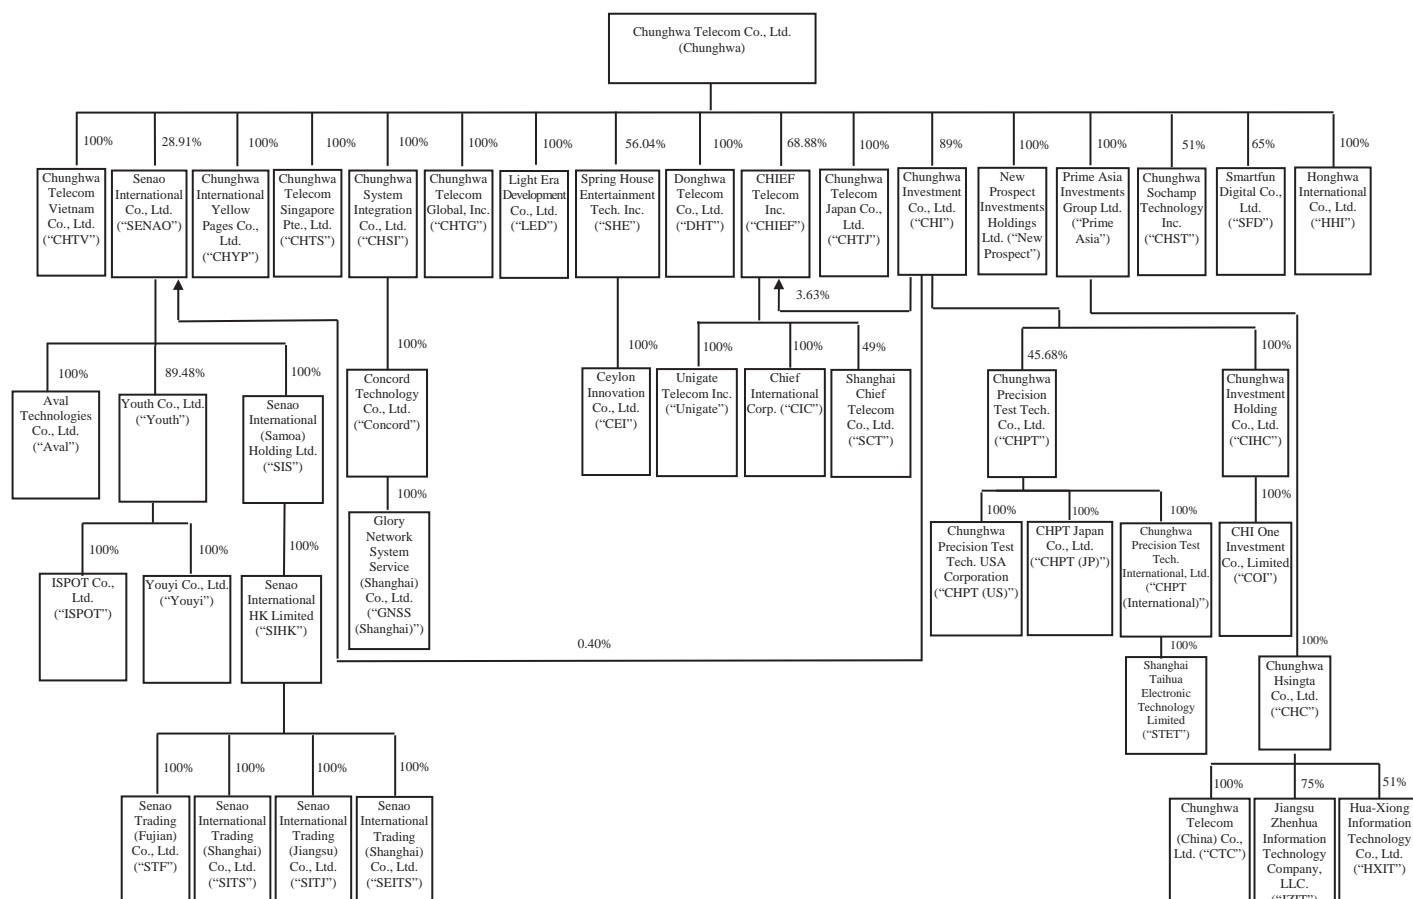 Chunghwa Telecom Co., Ltd.
(Chunghwa)
100%
28.91%
100%
100%
100%
100%
100%
56.04%
100%
68.88%
100%
89%
100%
100%
51%
65%
100%
Chunghwa
Telecom
Vietnam
Co., Ltd.
(“CHTV”)
Senao
International
Co., Ltd.
(“SENAO”)
Chunghwa
International
Yellow
Pages Co.,
Ltd.
(“CHYP”)
Chunghwa
Telecom
Singapore
Pte., Ltd.
(“CHTS”)
Chunghwa
System
Integration
Co., Ltd.
(“CHSI”)
Chunghwa
Telecom
Global, Inc.
(“CHTG”)
Light Era
Development
Co., Ltd.
(“LED”)
Spring House
Entertainment
Tech. Inc.
(“SHE”)
Donghwa
Telecom
Co., Ltd.
(“DHT”)
CHIEF
Telecom
Inc.
(“CHIEF”)
Chunghwa
Telecom
Japan Co.,
Ltd.
(“CHTJ”)
Chunghwa
Investment
Co., Ltd.
(“CHI”)
New
Prospect
Investments
Holdings
Ltd. (“New
Prospect”)
Prime Asia
Investments
Group Ltd.
(“Prime
Asia”)
Chunghwa
Sochamp
Technology
Inc.
(“CHST”)
Smartfun
Digital Co.,
Ltd.
(“SFD”)
Honghwa
International
Co., Ltd.
(“HHI”)
3.63%
100%
89.48%
100%
100%
100%
100%
100%
49%
45.68%
100%
Aval
Technologies
Co., Ltd.
(“Aval”)
Youth Co., Ltd.
(“Youth”)
Senao
International
(Samoa)
Holding Ltd.
(“SIS”)
Concord
Technology
Co., Ltd.
(“Concord”)
Ceylon
Innovation
Co., Ltd.
(“CEI”)
Unigate
Telecom Inc.
(“Unigate”)
Chief
International
Corp. (“CIC”)
Shanghai
Chief
Telecom
Co., Ltd.
(“SCT”)
Chunghwa
Precision
Test Tech.
Co., Ltd.
(“CHPT”)
Chunghwa
Investment
Holding
Co., Ltd.
(“CIHC”)
100%
100%
100%
100%
100%
100%
100%
100%
ISPOT Co.,
Ltd.
(“ISPOT”)
Youyi Co., Ltd.
(“Youyi”)
Senao
International
HK Limited
(“SIHK”)
Glory
Network
System
Service
(Shanghai)
Co., Ltd.
(“GNSS
(Shanghai)”)
Chunghwa
Precision Test
Tech. USA
Corporation
(“CHPT (US)”)
CHPT Japan
Co., Ltd.
(“CHPT (JP)”)
Chunghwa
Precision Test
Tech.
International, Ltd.
(“CHPT
(International)”)
CHI One
Investment
Co., Limited
(“COI”)
0.40%
100%
100%
Shanghai
Taihua
Electronic
Technology
Limited
(“STET”)
Chunghwa
Hsingta
Co., Ltd.
(“CHC”)
100%
100%
100%
100%
100%
75%
51%
Senao
Trading
(Fujian)
Co., Ltd.
(“STF”)
Senao
International
Trading
(Shanghai)
Co., Ltd.
(“SITS”)
Senao
International
Trading
(Jiangsu)
Co., Ltd.
(“SITJ”)
Senao
International
Trading
(Shanghai)
Co., Ltd.
(“SEITS”)
Chunghwa
Telecom
(China) Co.,
Ltd. (“CTC”)
Jiangsu
Zhenhua
Information
Technology
Company,
LLC.
Hua-Xiong
Information
Technology
Co., Ltd.
(“HXIT”)